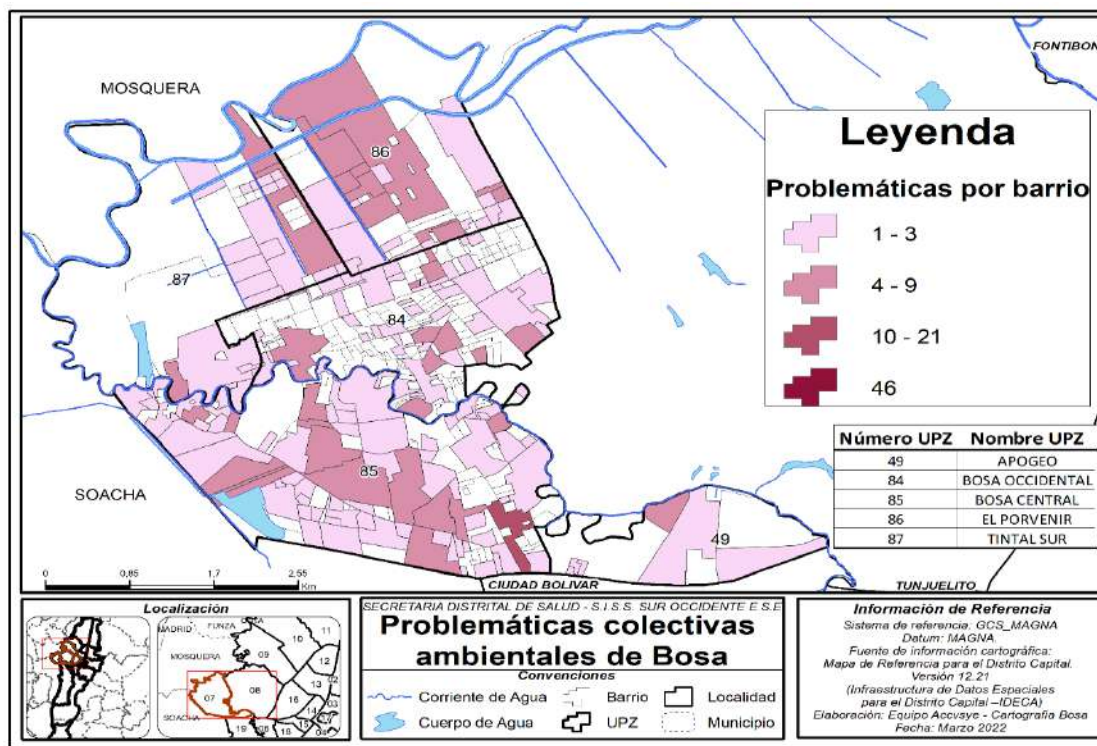 FONTIBON
MOSQUERA
86
87
84
85
49
SOACHA
CIUDAD BOLIVAR
TUNJUELITO
Leyenda
Problemáticas por barrio
1 - 3
4 - 9
10 - 21
46
Número UPZ Nombre UPZ
49 APOGEO
84 BOSA OCCIDENTAL
85 BOSA CENTRAL
86 EL PORVENIR
87 TINTAL SUR
0 0,85 1,7 2,55
Km
Localización
MADRID
FUNZA
MOSQUERA
SOACHA
09
10
11
12
13
07
08
16
15
18
19
SECRETARIA DISTRITAL DE SALUD - S.I.S.S. SUR OCCIDENTE E.S.E
Problemáticas colectivas
ambientales de Bosa
Convenciones
Corriente de Agua Barrio Localidad
Cuerpo de Agua UPZ Municipio
Información de Referencia
Sistema de referencia: GCS_MAGNA
Datum: MAGNA.
Fuente de información cartográfica:
Mapa de Referencia para el Distrito Capital.
Versión 12.21
(Infraestructura de Datos Espaciales
para el Distrito Capital –IDECA)
Elaboración: Equipo Accvsye - Cartografia Bosa
Fecha: Marzo 2022